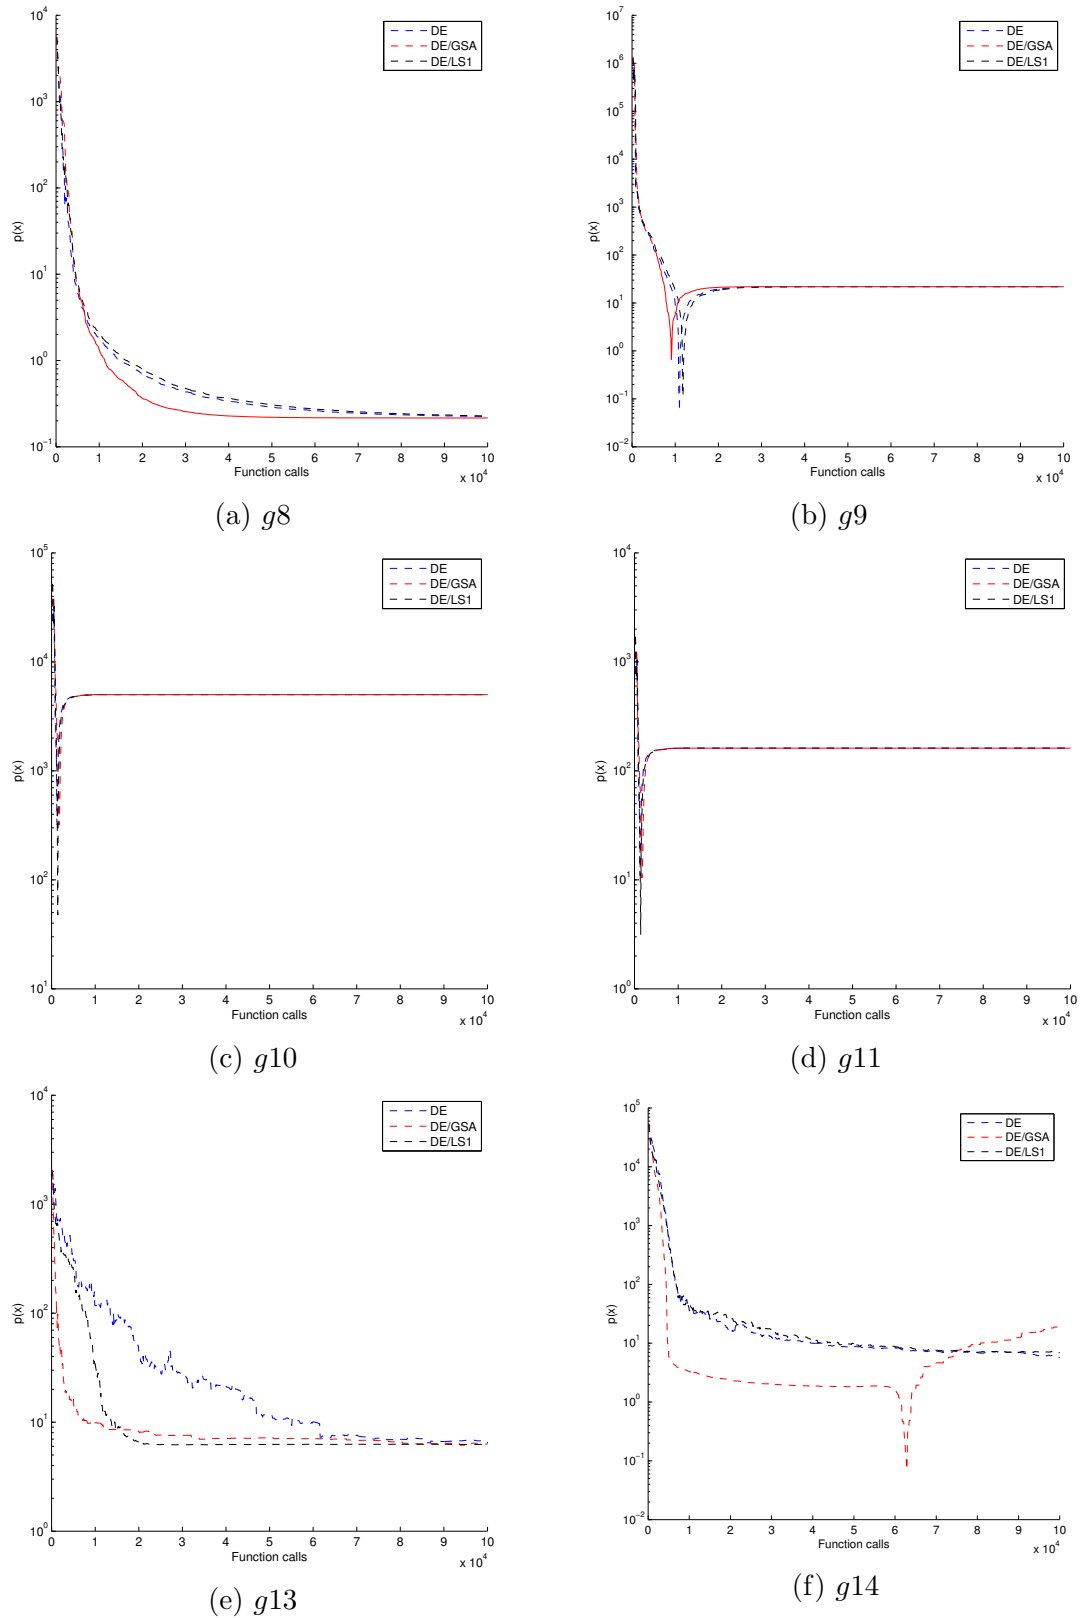 10^4
10^3
10^2
10^1
10^0
10^-1
p(x)
DE
DE/GSA
DE/LS1
0 1 2 3 4 5 6 7 8 9 10
Function calls
x 10^4
(a) g8
10^7
10^6
10^5
10^4
10^3
10^2
10^1
10^0
10^-1
10^-2
p(x)
DE
DE/GSA
DE/LS1
0 1 2 3 4 5 6 7 8 9 10
Function calls
x 10^4
(b) g9
10^5
10^4
10^3
10^2
10^1
p(x)
DE
DE/GSA
DE/LS1
0 1 2 3 4 5 6 7 8 9 10
Function calls
x 10^4
(c) g10
10^4
10^3
10^2
10^1
10^0
p(x)
DE
DE/GSA
DE/LS1
0 1 2 3 4 5 6 7 8 9 10
Function calls
x 10^4
(d) g11
10^4
10^3
10^2
10^1
10^0
p(x)
DE
DE/GSA
DE/LS1
0 1 2 3 4 5 6 7 8 9 10
Function calls
x 10^4
(e) g13
10^5
10^4
10^3
10^2
10^1
10^0
10^-1
10^-2
p(x)
DE
DE/GSA
DE/LS1
0 1 2 3 4 5 6 7 8 9 10
Function calls
x 10^4
(f) g14